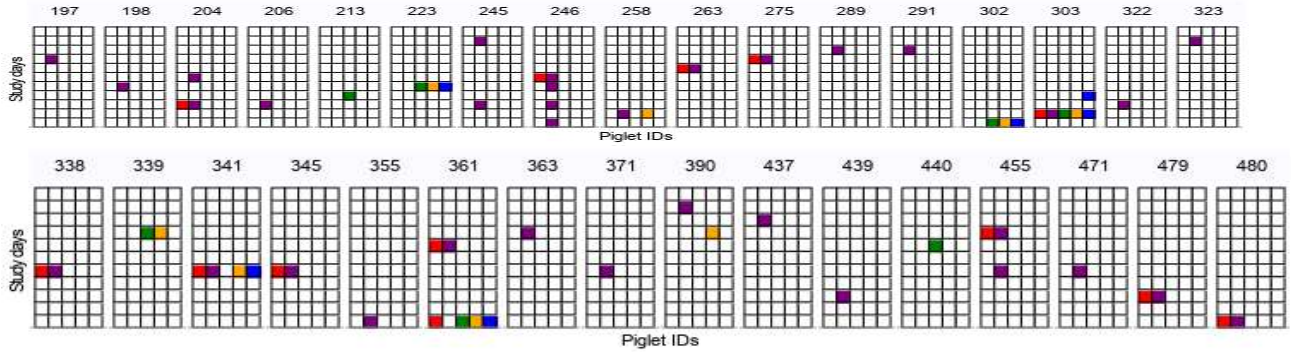 197 198 204 206 213 223 245 246 258 263 275 289 291 302 303 322 323
Study days
Piglet IDs
338 339 341 345 355 361 363 371 390 437 439 440 455 471 479 480
Study days
Piglet IDs